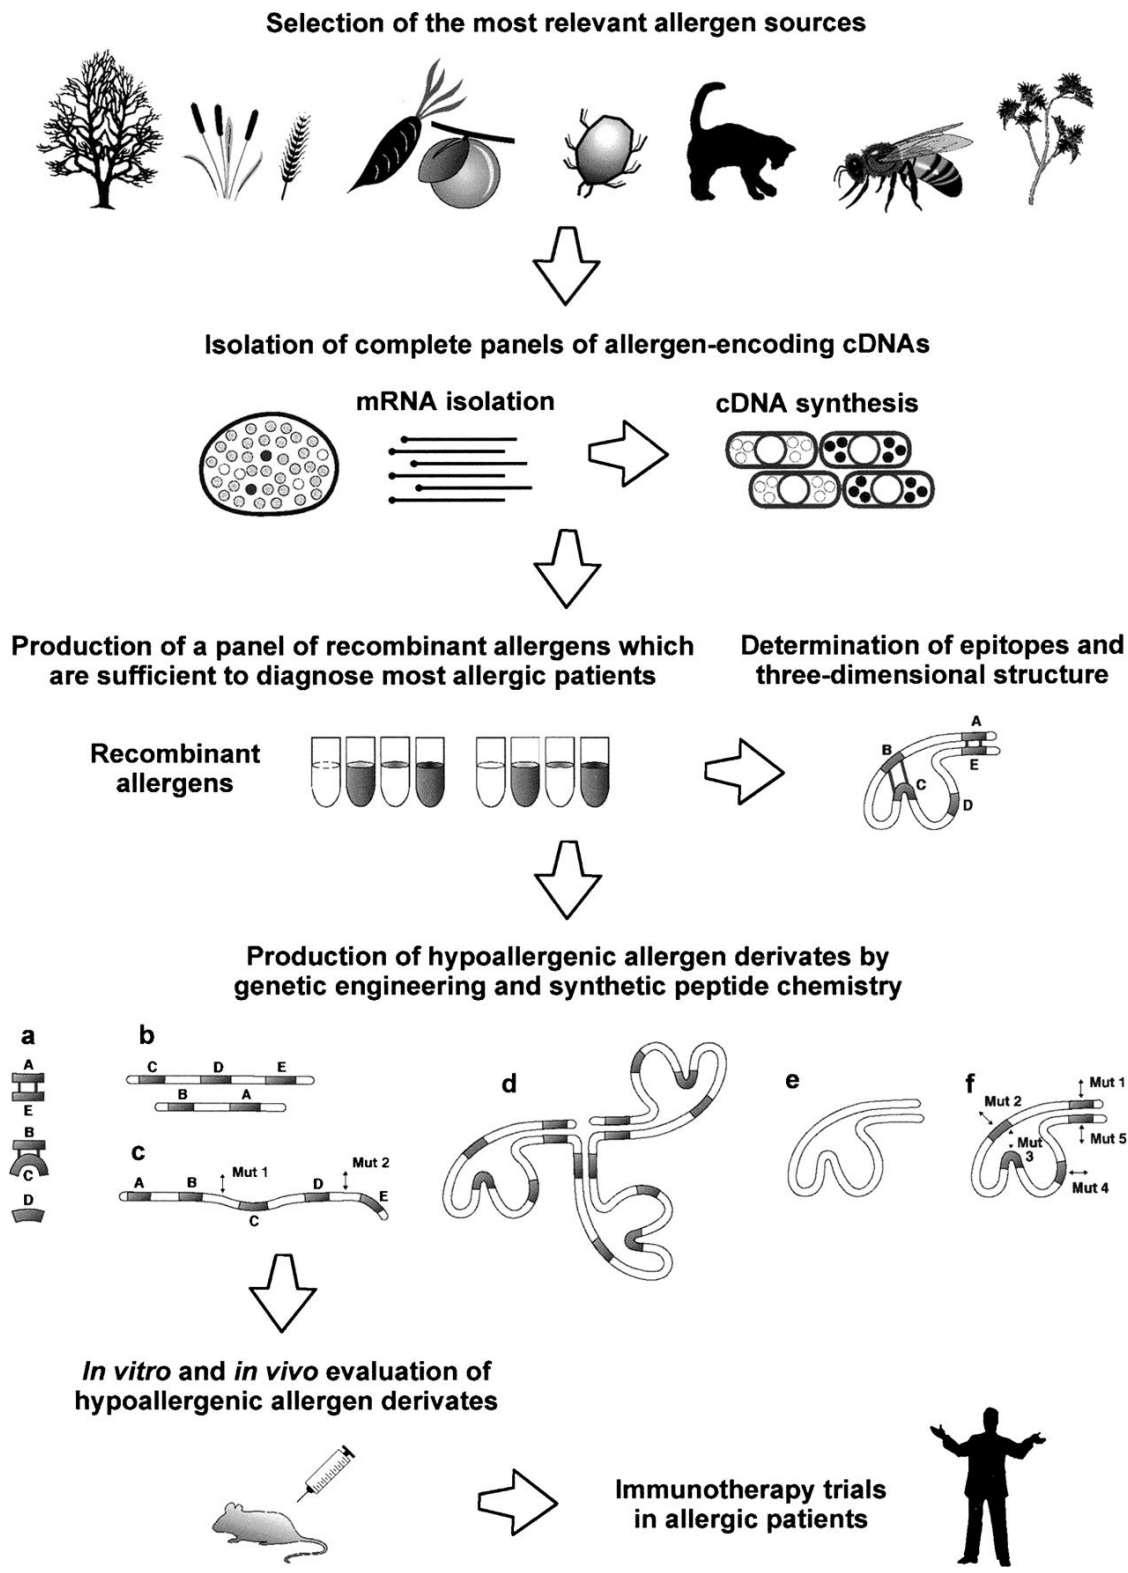 Selection of the most relevant allergen sources
Isolation of complete panels of allergen-encoding cDNAs
mRNA isolation
cDNA synthesis
Production of a panel of recombinant allergens which
are sufficient to diagnose most allergic patients
Determination of epitopes and
three-dimensional structure
Recombinant
allergens
A
B
E
C
D
Production of hypoallergenic allergen derivates by
genetic engineering and synthetic peptide chemistry
a
A
E
B
C
D
b
C D E
B A
c
Mut 1
Mut 2
A B D E
C
d
e
f
Mut 1
Mut 2
Mut 5
Mut
3
Mut 4
In vitro and in vivo evaluation of
hypoallergenic allergen derivates
Immunotherapy trials
in allergic patients